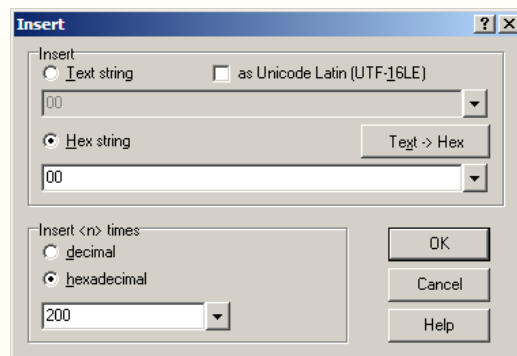 Insert
Insert
Text string
as Unicode Latin (UTF-16LE)
00
Hex string
Text -> Hex
00
Insert <n> times
decimal
hexadecimal
200
OK
Cancel
Help